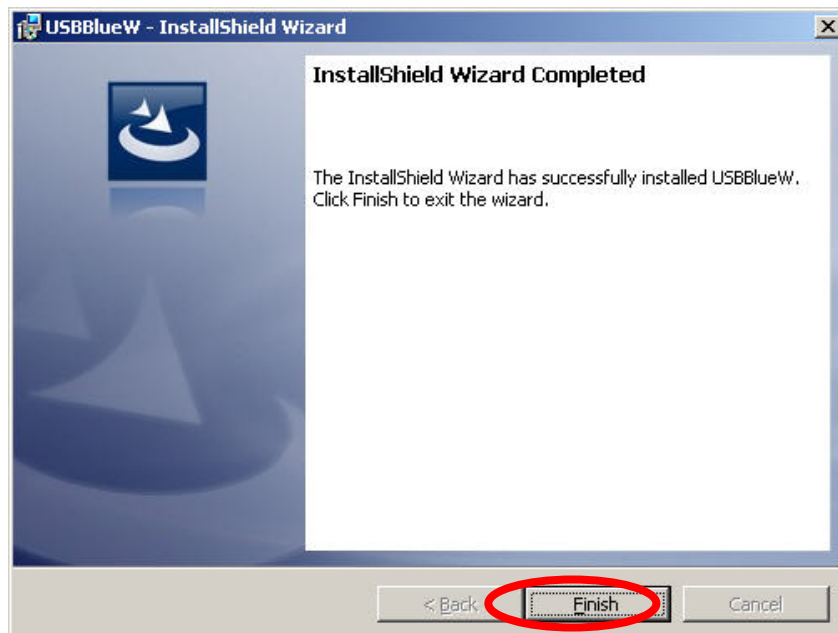 USBBlueW - InstallShield Wizard
InstallShield Wizard Completed
The InstallShield Wizard has successfully installed USBBlueW.
Click Finish to exit the wizard.
< Back Finish Cancel